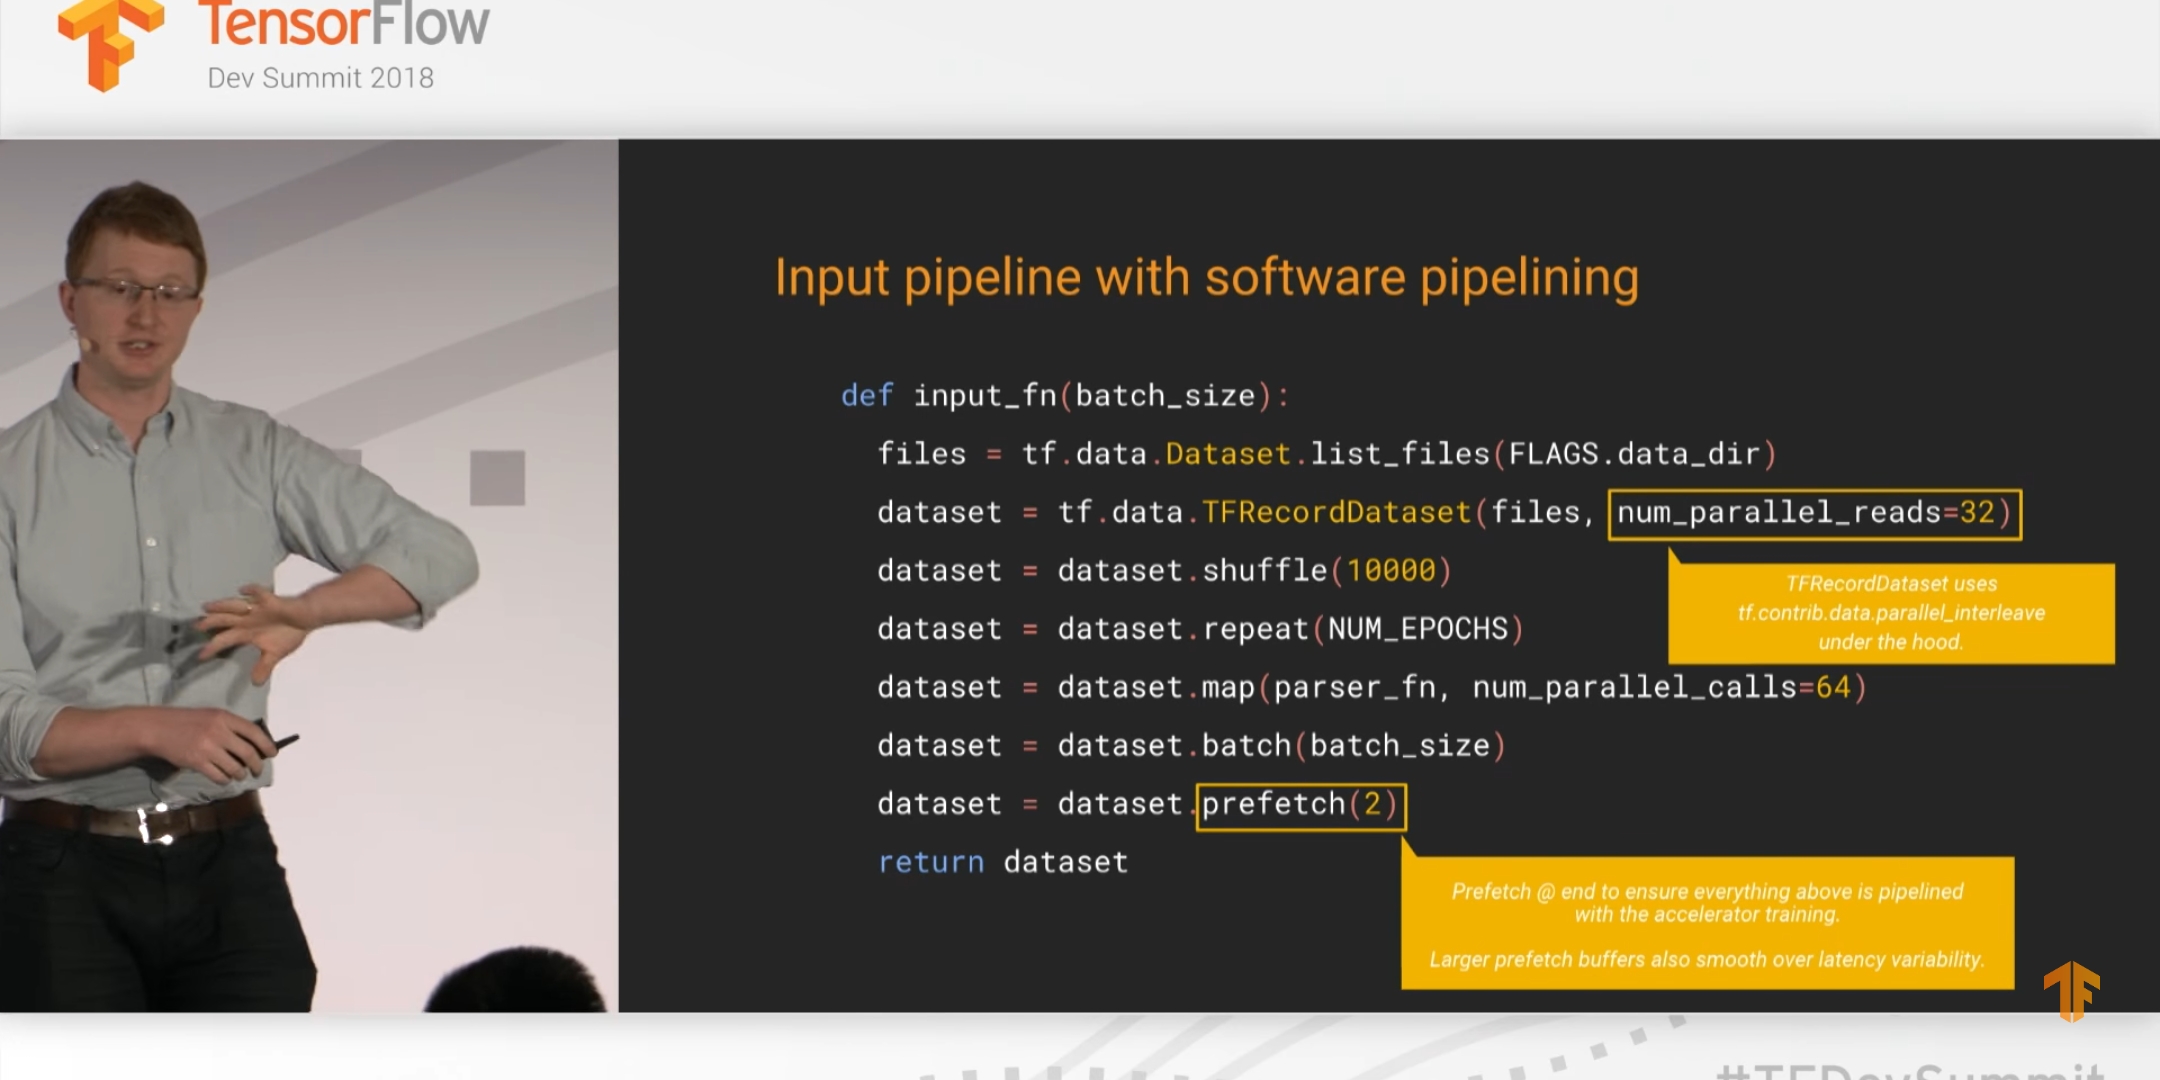 TensorFlow
Dev Summit 2018
Input pipeline with software pipelining
def input_fn(batch_size):
files = tf.data.Dataset.list_files(FLAGS.data_dir)
dataset = tf.data.TFRecordDataset(files, num_parallel_reads=32)
TFRecordDataset uses
tf.contrib.data.parallel_interleave
under the hood.
dataset = dataset.shuffle(10000)
dataset = dataset.repeat(NUM_EPOCHS)
dataset = dataset.map(parser_fn, num_parallel_calls=64)
dataset = dataset.batch(batch_size)
dataset = dataset.prefetch(2)
Prefetch @ end to ensure everything above is pipelined
with the accelerator training.
Larger prefetch buffers also smooth over latency variability.
return dataset
#TFDevSummit